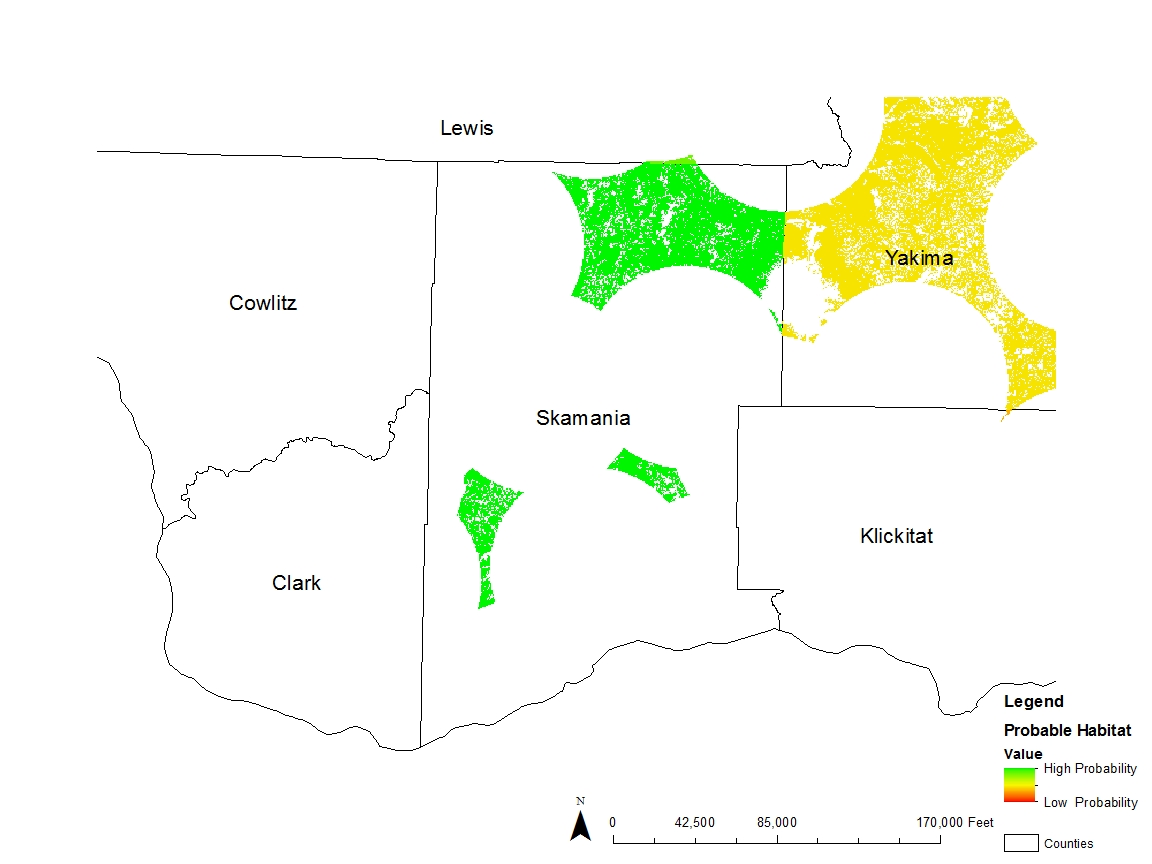 Lewis
Yakima
Cowlitz
Skamania
Klickitat
Clark
Legend
Probable Habitat
Value
High Probability
Low Probability
N
0 42,500 85,000 170,000 Feet
Counties